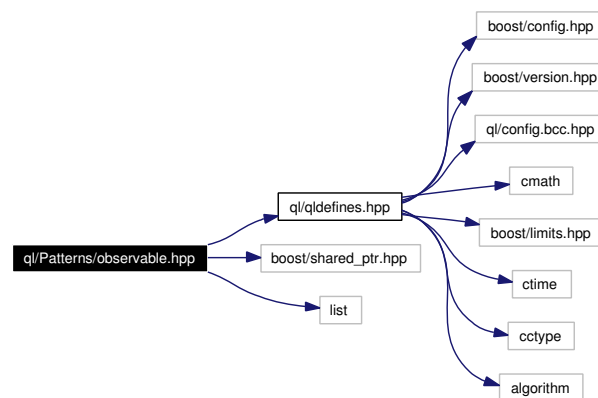 boost/config.hpp
boost/version.hpp
ql/config.bcc.hpp
cmath
ql/qldefines.hpp
boost/limits.hpp
ql/Patterns/observable.hpp
boost/shared_ptr.hpp
ctime
list
cctype
algorithm